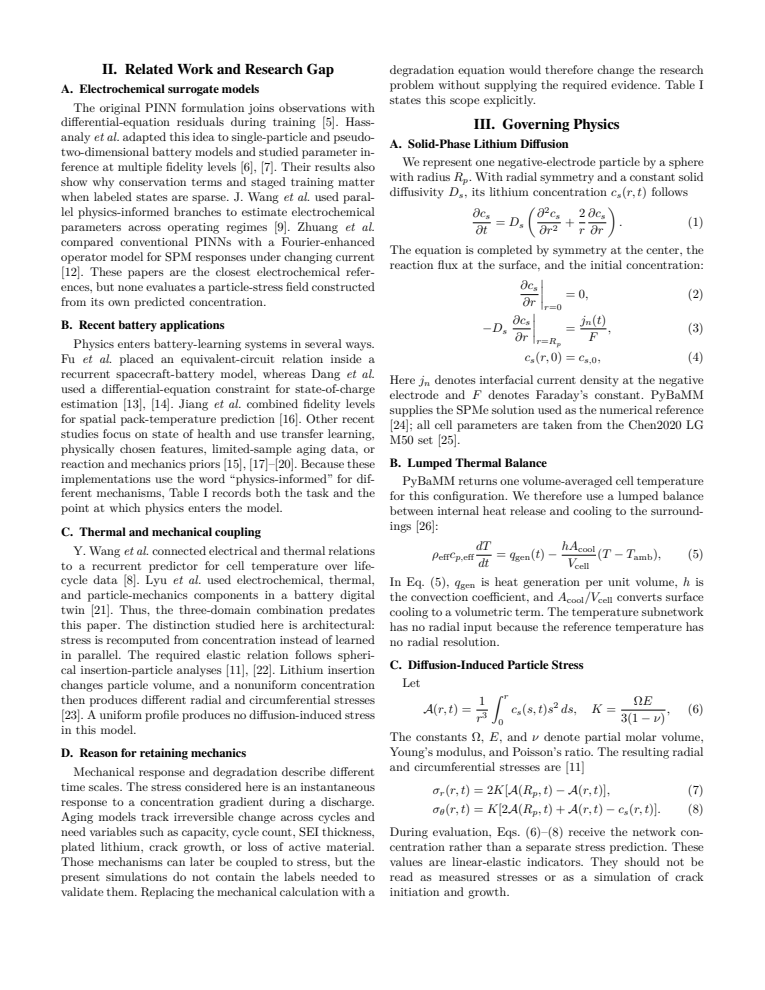 II. Related Work and Research Gap
A. Electrochemical surrogate models
The original PINN formulation joins observations with
differential-equation residuals during training [5]. Hass-
analy et al. adapted this idea to single-particle and pseudo-
two-dimensional battery models and studied parameter in-
ference at multiple fidelity levels [6], [7]. Their results also
show why conservation terms and staged training matter
when labeled states are sparse. J. Wang et al. used paral-
lel physics-informed branches to estimate electrochemical
parameters across operating regimes [9]. Zhuang et al.
compared conventional PINNs with a Fourier-enhanced
operator model for SPM responses under changing current
[12]. These papers are the closest electrochemical refer-
ences, but none evaluates a particle-stress field constructed
from its own predicted concentration.
B. Recent battery applications
Physics enters battery-learning systems in several ways.
Fu et al. placed an equivalent-circuit relation inside a
recurrent spacecraft-battery model, whereas Dang et al.
used a differential-equation constraint for state-of-charge
estimation [13], [14]. Jiang et al. combined fidelity levels
for spatial pack-temperature prediction [16]. Other recent
studies focus on state of health and use transfer learning,
physically chosen features, limited-sample aging data, or
reaction and mechanics priors [15], [17]–[20]. Because these
implementations use the word “physics-informed” for dif-
ferent mechanisms, Table I records both the task and the
point at which physics enters the model.
C. Thermal and mechanical coupling
Y. Wang et al. connected electrical and thermal relations
to a recurrent predictor for cell temperature over life-
cycle data [8]. Lyu et al. used electrochemical, thermal,
and particle-mechanics components in a battery digital
twin [21]. Thus, the three-domain combination predates
this paper. The distinction studied here is architectural:
stress is recomputed from concentration instead of learned
in parallel. The required elastic relation follows spheri-
cal insertion-particle analyses [11], [22]. Lithium insertion
changes particle volume, and a nonuniform concentration
then produces different radial and circumferential stresses
[23]. A uniform profile produces no diffusion-induced stress
in this model.
D. Reason for retaining mechanics
Mechanical response and degradation describe different
time scales. The stress considered here is an instantaneous
response to a concentration gradient during a discharge.
Aging models track irreversible change across cycles and
need variables such as capacity, cycle count, SEI thickness,
plated lithium, crack growth, or loss of active material.
Those mechanisms can later be coupled to stress, but the
present simulations do not contain the labels needed to
validate them. Replacing the mechanical calculation with a
degradation equation would therefore change the research
problem without supplying the required evidence. Table I
states this scope explicitly.
III. Governing Physics
A. Solid-Phase Lithium Diffusion
We represent one negative-electrode particle by a sphere
with radius R_p. With radial symmetry and a constant solid
diffusivity D_s, its lithium concentration c_s(r, t) follows
∂c_s/∂t = D_s (∂²c_s/∂r² + 2/r ∂c_s/∂r). (1)
The equation is completed by symmetry at the center, the
reaction flux at the surface, and the initial concentration:
∂c_s/∂r |_{r=0} = 0, (2)
−D_s ∂c_s/∂r |_{r=R_p} = j_n(t)/F, (3)
c_s(r, 0) = c_{s,0}, (4)
Here j_n denotes interfacial current density at the negative
electrode and F denotes Faraday’s constant. PyBaMM
supplies the SPMe solution used as the numerical reference
[24]; all cell parameters are taken from the Chen2020 LG
M50 set [25].
B. Lumped Thermal Balance
PyBaMM returns one volume-averaged cell temperature
for this configuration. We therefore use a lumped balance
between internal heat release and cooling to the surround-
ings [26]:
ρ_eff c_{p,eff} dT/dt = q_gen(t) − hA_cool/V_cell (T − T_amb), (5)
In Eq. (5), q_gen is heat generation per unit volume, h is
the convection coefficient, and A_cool/V_cell converts surface
cooling to a volumetric term. The temperature subnetwork
has no radial input because the reference temperature has
no radial resolution.
C. Diffusion-Induced Particle Stress
Let
𝒜(r, t) = 1/r³ ∫_0^r c_s(s, t)s² ds, K = ΩE/3(1 − ν), (6)
The constants Ω, E, and ν denote partial molar volume,
Young’s modulus, and Poisson’s ratio. The resulting radial
and circumferential stresses are [11]
σ_r(r, t) = 2K[𝒜(R_p, t) − 𝒜(r, t)], (7)
σ_θ(r, t) = K[2𝒜(R_p, t) + 𝒜(r, t) − c_s(r, t)]. (8)
During evaluation, Eqs. (6)–(8) receive the network con-
centration rather than a separate stress prediction. These
values are linear-elastic indicators. They should not be
read as measured stresses or as a simulation of crack
initiation and growth.